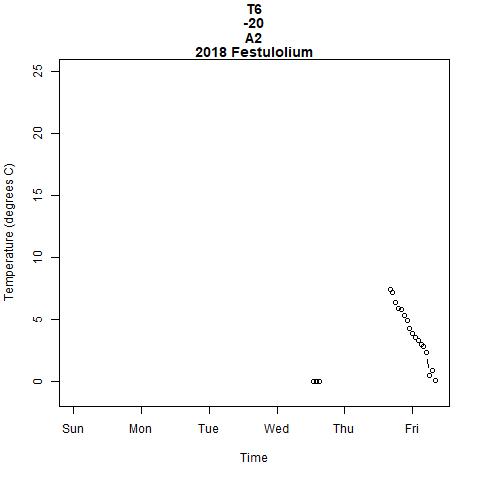 T6
-20
A2
2018 Festulolium
Temperature (degrees C)
25
20
15
10
5
0
Sun Mon Tue Wed Thu Fri
Time